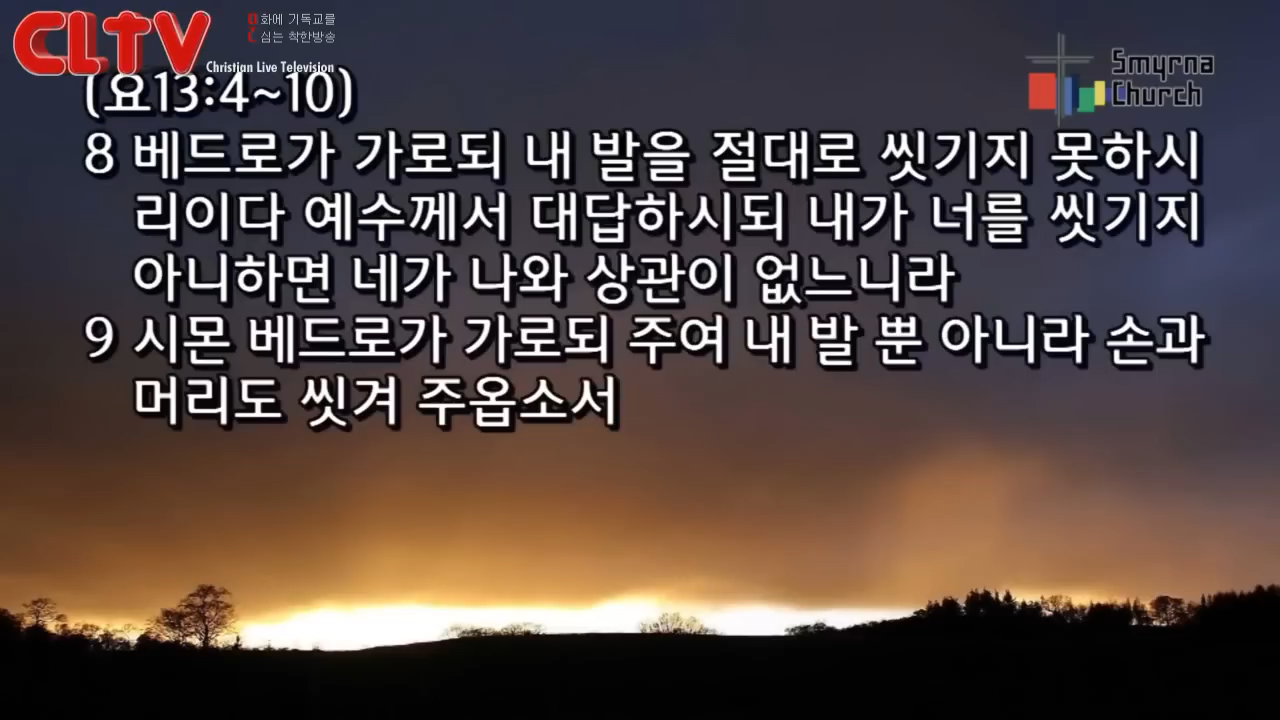 CLTV
화에 기독교를
심는 착한방송
Christian Live Television
Smyrna
Church
(요13:4~10)
8 베드로가 가로되 내 발을 절대로 씻기지 못하시
리이다 예수께서 대답하시되 내가 너를 씻기지
아니하면 네가 나와 상관이 없느니라
9 시몬 베드로가 가로되 주여 내 발 뿐 아니라 손과
머리도 씻겨 주옵소서